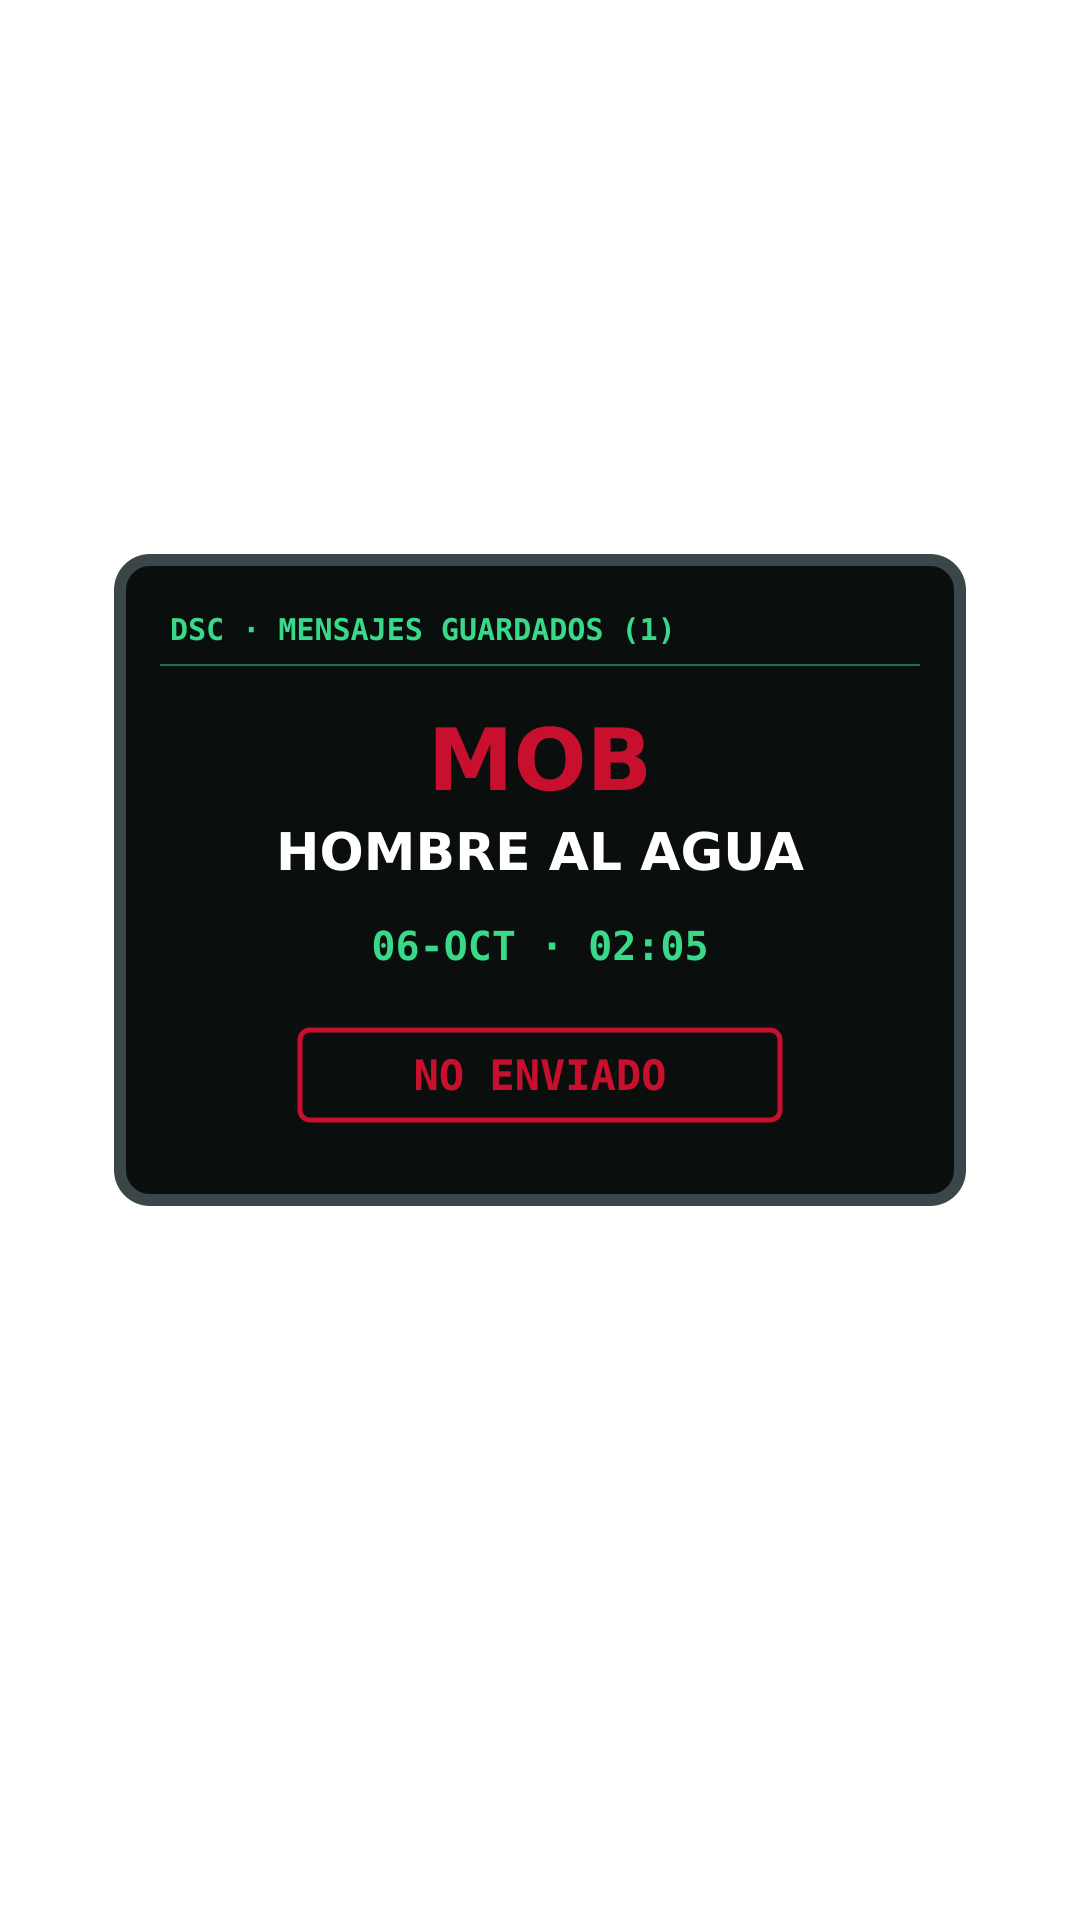 DSC · MENSAJES GUARDADOS (1)
MOB
HOMBRE AL AGUA
06-OCT · 02:05
NO ENVIADO